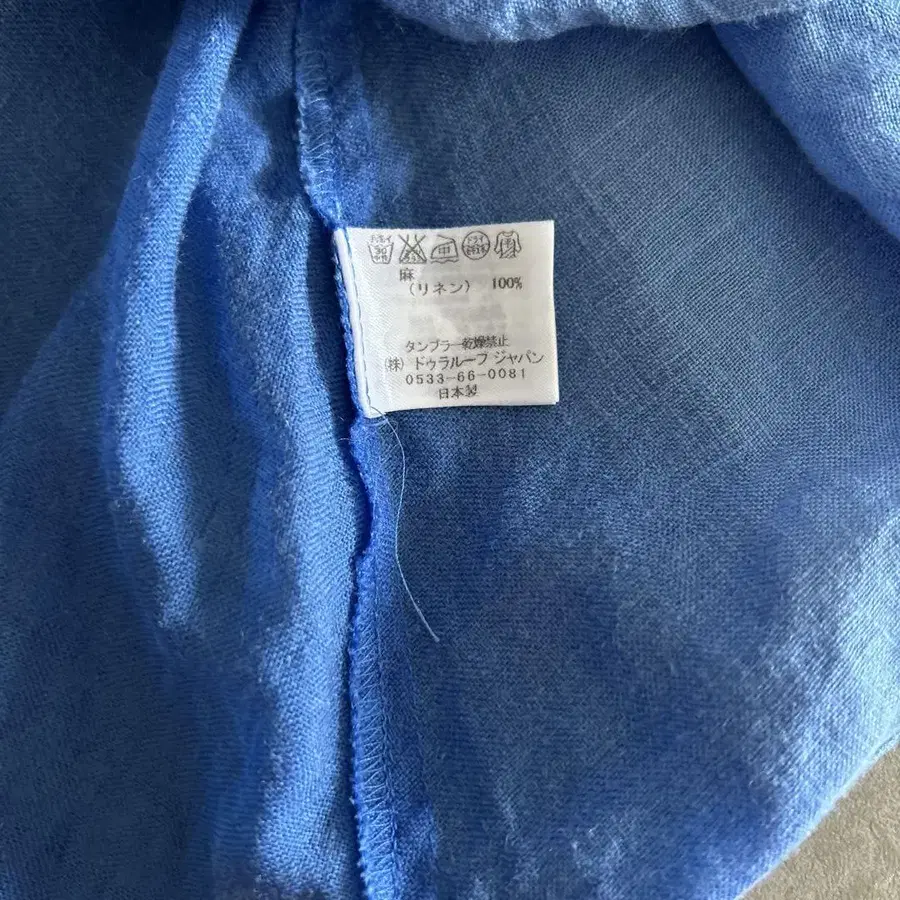 麻
（リネン） 100%
タンブラー乾燥禁止
㈱ ドゥラループ ジャパン
0533-66-0081
日本製